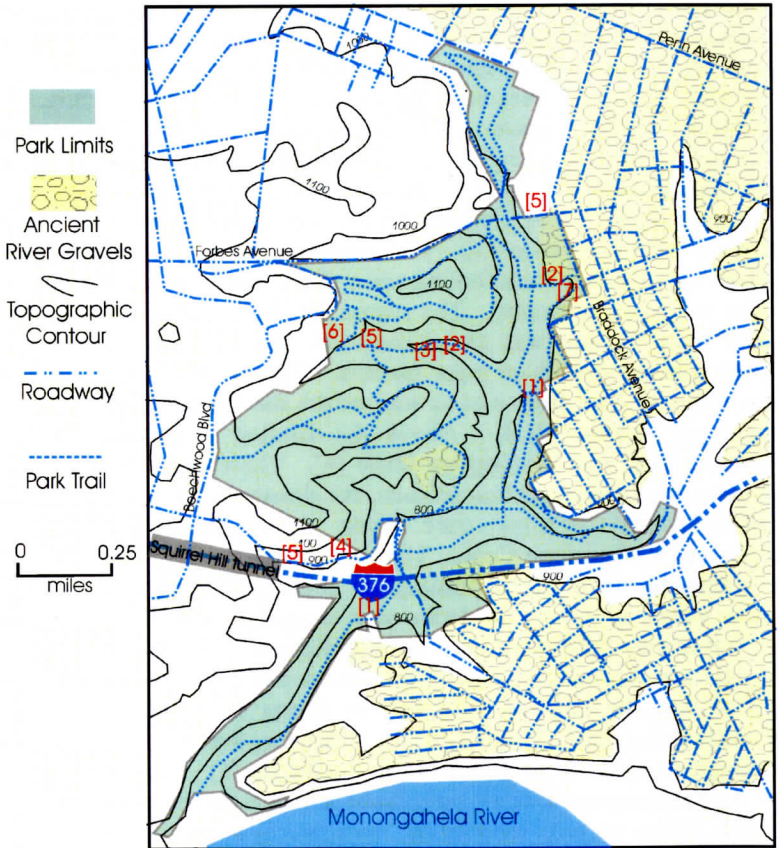 Park Limits
Ancient
River Gravels
Topographic
Contour
Roadway
Park Trail
0 0.25
miles
1000
Penn Avenue
1100
[5]
900
1000
Forbes Avenue
1100
[2]
[7]
[6] [5] [3] [2]
Braddock Avenue
[1]
Beechwood Blvd
800
1100
[5] [4]
900
Squirrel Hill tunnel
376
900
[1]
800
Monongahela River